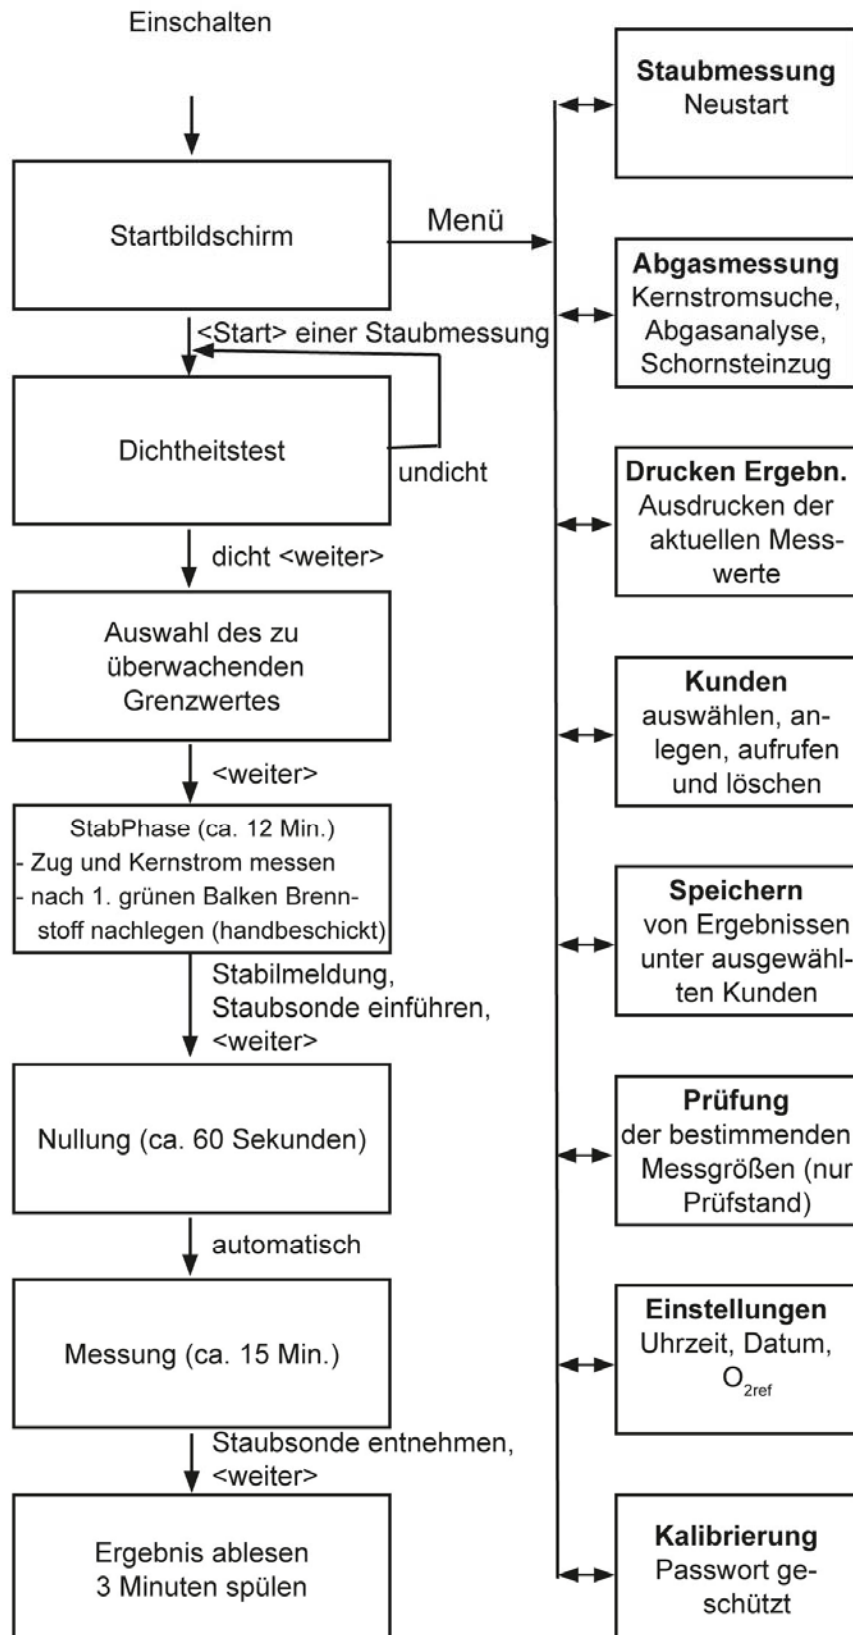 Einschalten
Startbildschirm
Menü
<Start> einer Staubmessung
Dichtheitstest
undicht
dicht <weiter>
Auswahl des zu
überwachenden
Grenzwertes
<weiter>
StabPhase (ca. 12 Min.)
- Zug und Kernstrom messen
- nach 1. grünen Balken Brenn-
stoff nachlegen (handbeschickt)
Stabilmeldung,
Staubsonde einführen,
<weiter>
Nullung (ca. 60 Sekunden)
automatisch
Messung (ca. 15 Min.)
Staubsonde entnehmen,
<weiter>
Ergebnis ablesen
3 Minuten spülen
Staubmessung
Neustart
Abgasmessung
Kernstromsuche,
Abgasanalyse,
Schornsteinzug
Drucken Ergebn.
Ausdrucken der
aktuellen Mess-
werte
Kunden
auswählen, an-
legen, aufrufen
und löschen
Speichern
von Ergebnissen
unter ausgewähl-
ten Kunden
Prüfung
der bestimmenden
Messgrößen (nur
Prüfstand)
Einstellungen
Uhrzeit, Datum,
O2ref
Kalibrierung
Passwort ge-
schützt